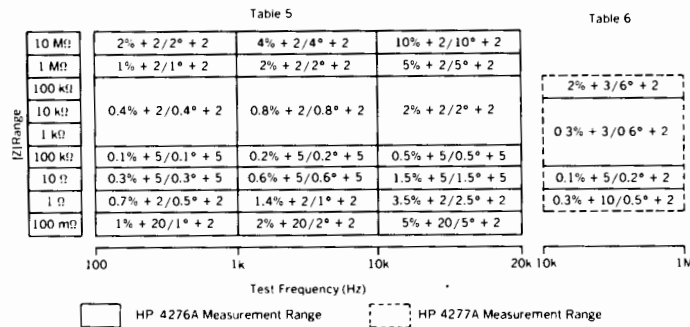 Table 5
Table 6
|Z|Range
10 MΩ 2% + 2/2° + 2 4% + 2/4° + 2 10% + 2/10° + 2
1 MΩ 1% + 2/1° + 2 2% + 2/2° + 2 5% + 2/5° + 2
100 kΩ 2% + 3/6° + 2
10 kΩ 0.4% + 2/0.4° + 2 0.8% + 2/0.8° + 2 2% + 2/2° + 2 0 3% + 3/0 6° + 2
1 kΩ
100 kΩ 0.1% + 5/0.1° + 5 0.2% + 5/0.2° + 5 0.5% + 5/0.5° + 5
10 Ω 0.3% + 5/0.3° + 5 0.6% + 5/0.6° + 5 1.5% + 5/1.5° + 5 0.1% + 5/0.2° + 2
1 Ω 0.7% + 2/0.5° + 2 1.4% + 2/1° + 2 3.5% + 2/2.5° + 2 0.3% + 10/0.5° + 2
100 mΩ 1% + 20/1° + 2 2% + 20/2° + 2 5% + 20/5° + 2
100 1k 10k 20k 10k 1M
Test Frequency (Hz)
HP 4276A Measurement Range HP 4277A Measurement Range